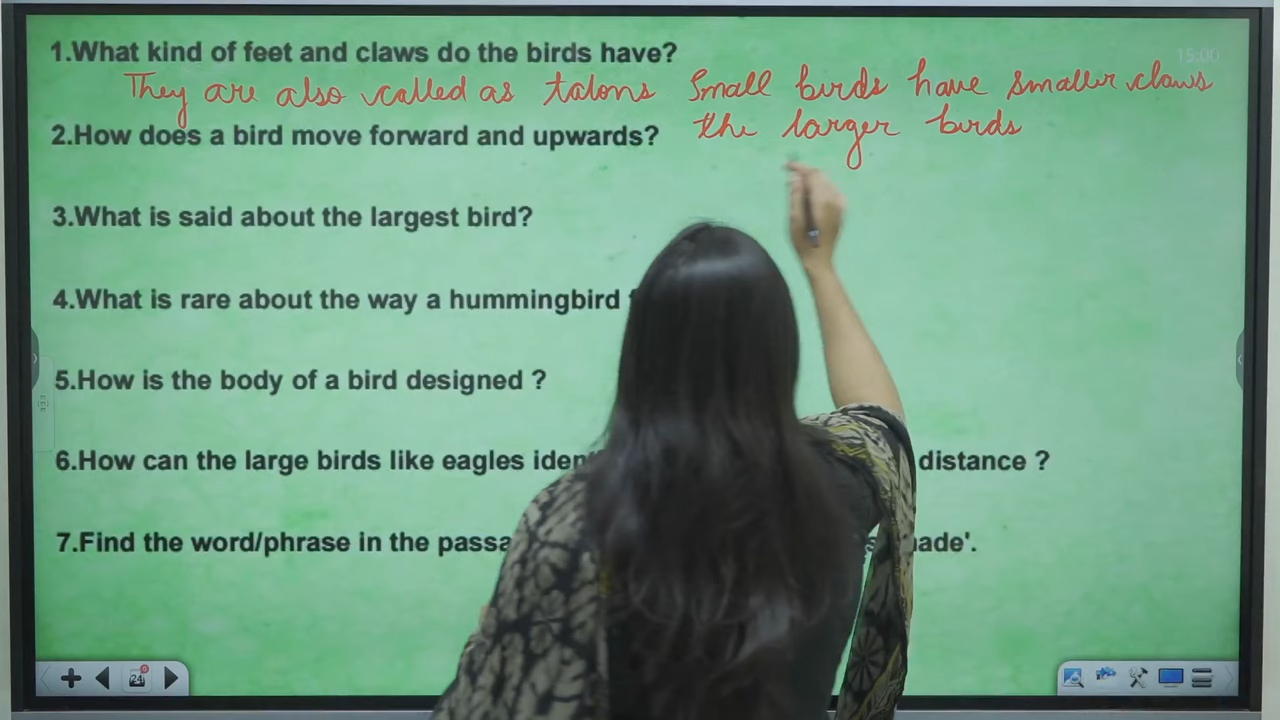 1.What kind of feet and claws do the birds have?
15:00
They are also called as talons Small birds have smaller claws
the larger birds
2.How does a bird move forward and upwards?
3.What is said about the largest bird?
4.What is rare about the way a hummingbird
5.How is the body of a bird designed ?
6.How can the large birds like eagles distance ?
7.Find the word/phrase in the
24